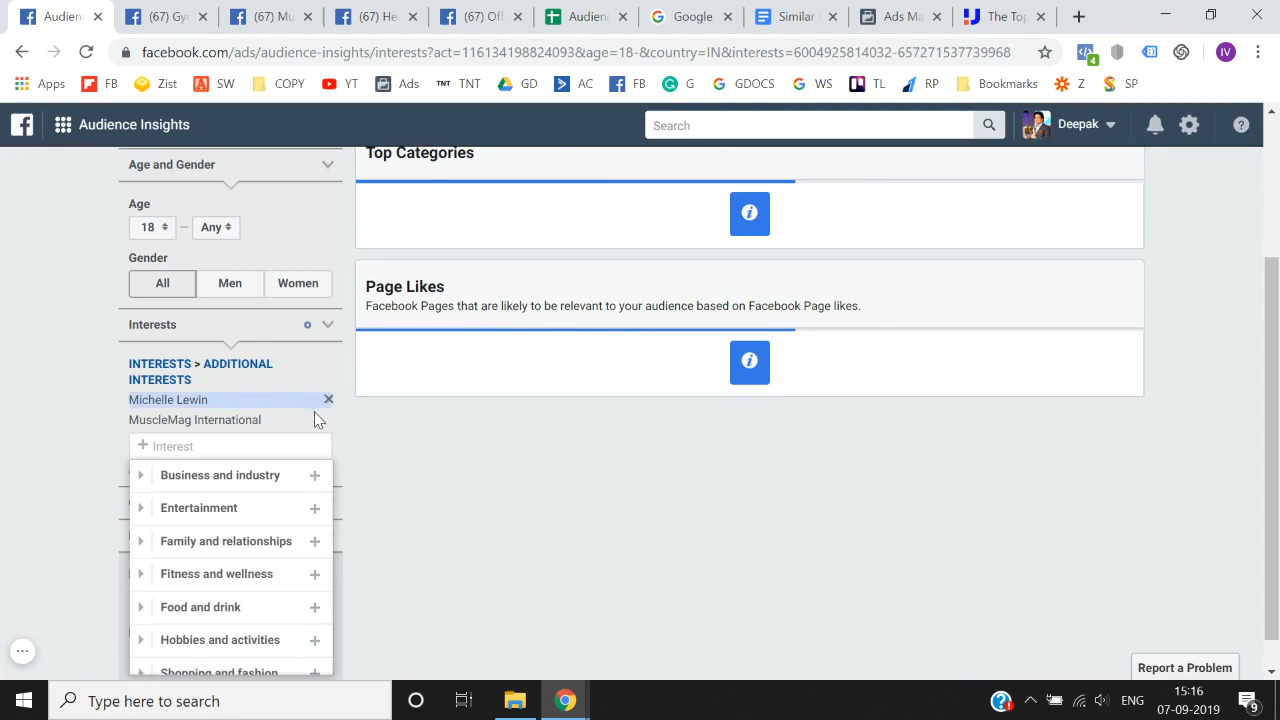 Audien
(67) Gyn
(67)
(67) Hea
(67) Off
Audien
Google
Similar
Ads Ma
The Top
facebook.com/ads/audience-insights/interests?act=116134198824093&age=18-&country=IN&interests=6004925814032-657271537739968
IV
4
Apps
FB
Zist
SW
COPY
YT
Ads
TNT
TNT
GD
AC
FB
G
GDOCS
WS
TL
RP
Bookmarks
Z
SP
Audience Insights
Search
Deepak
Age and Gender
Top Categories
Age
18
Any
Gender
All
Men
Women
Page Likes
Facebook Pages that are likely to be relevant to your audience based on Facebook Page likes.
Interests
INTERESTS > ADDITIONAL
INTERESTS
Michelle Lewin
MuscleMag International
Interest
Business and industry
Entertainment
Family and relationships
Fitness and wellness
Food and drink
Hobbies and activities
Shopping and fashion
Report a Problem
Type here to search
ENG
15:16
07-09-2019
9